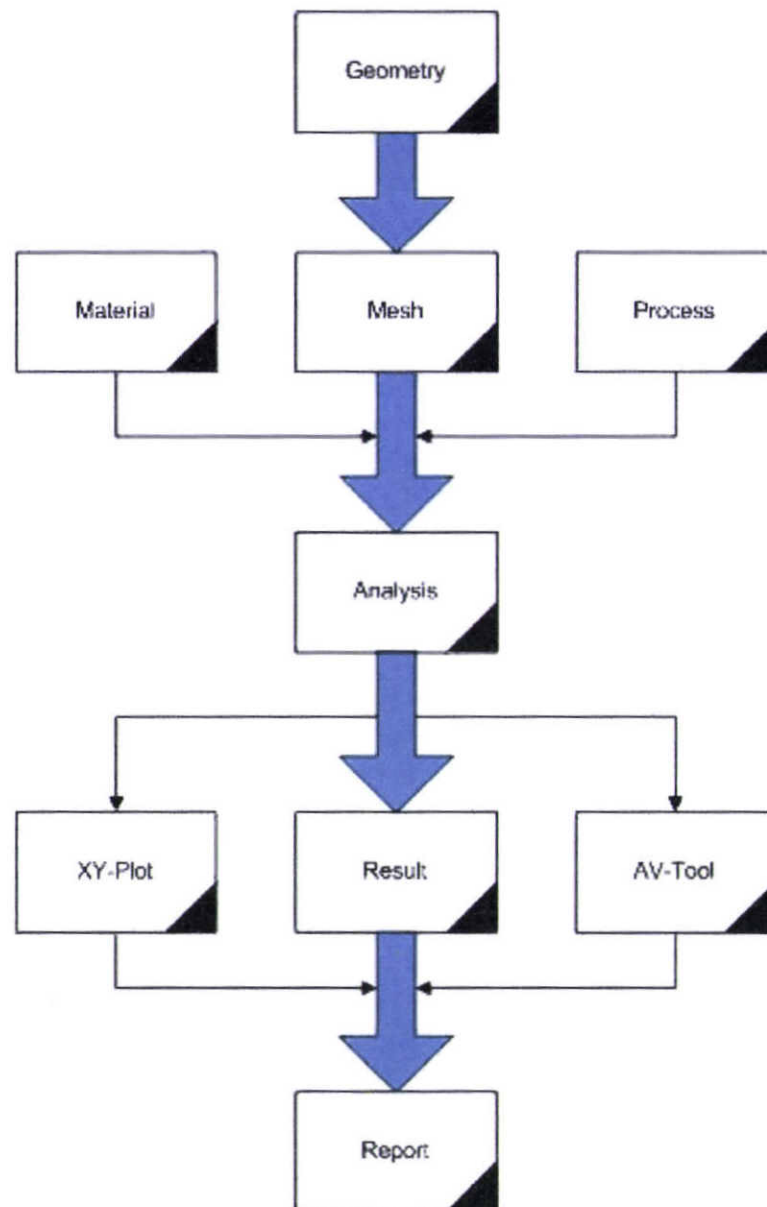 Geometry
Material
Mesh
Process
Analysis
XY-Plot
Result
AV-Tool
Report